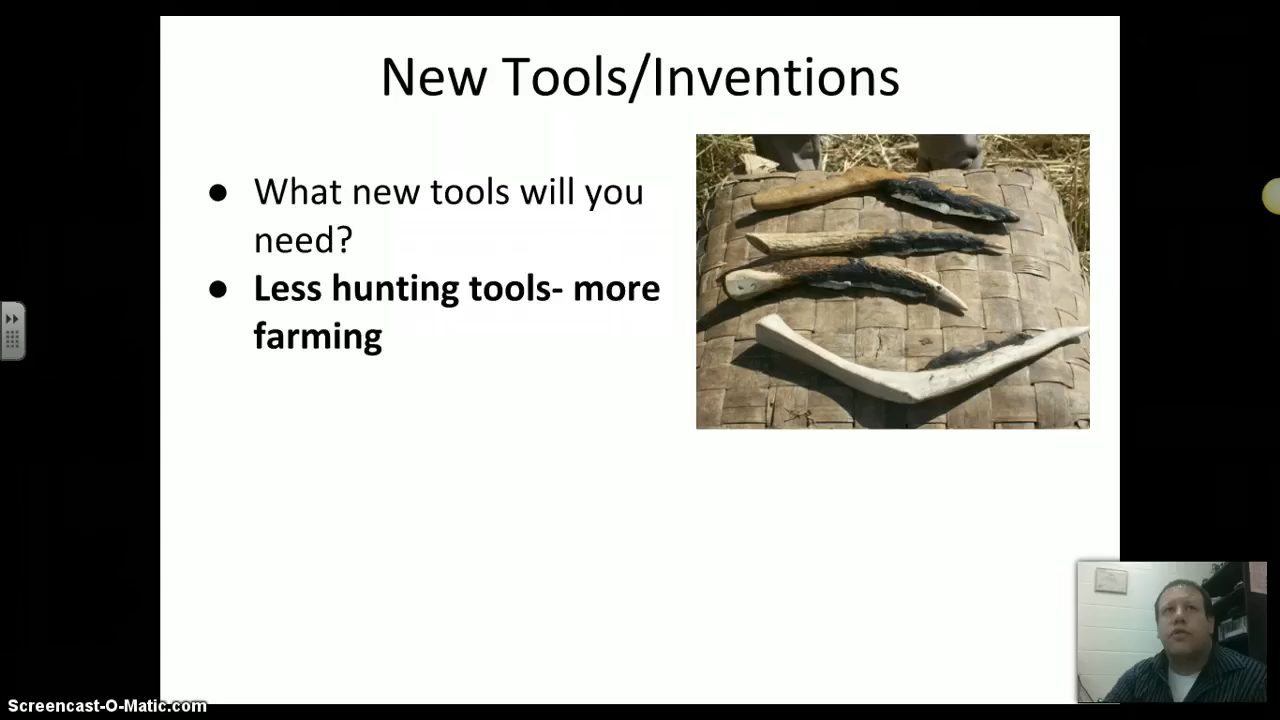 New Tools/Inventions
● What new tools will you
need?
● Less hunting tools- more
farming
Screencast-O-Matic.com